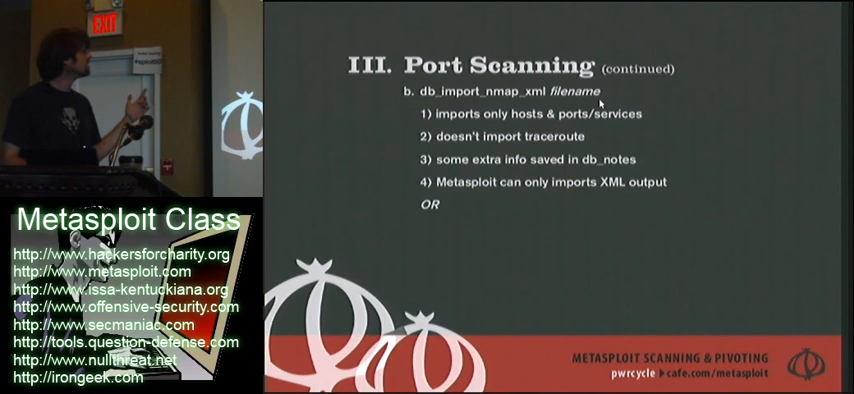 EXIT
Metasploit Class
http://www.hackersforcharity.org
http://www.metasploit.com
http://www.issa-kentuckiana.org
http://www.offensive-security.com
http://www.secmaniac.com
http://tools.question-defense.com
http://www.nullthreat.net
http://irongeek.com
III. Port Scanning (continued)
b. db_import_nmap_xml filename
1) imports only hosts & ports/services
2) doesn't import traceroute
3) some extra info saved in db_notes
4) Metasploit can only imports XML output
OR
METASPLOIT SCANNING & PIVOTING
pwrcycle cafe.com/metasploit